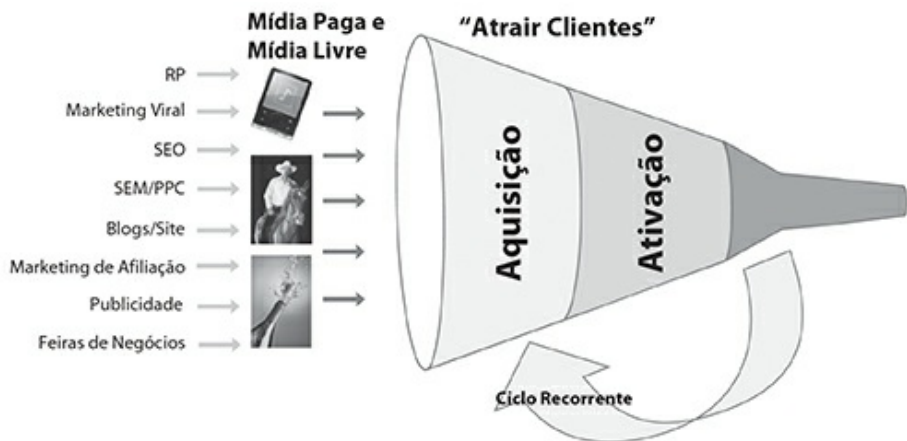 Mídia Paga e
Mídia Livre
"Atrair Clientes"
RP
Marketing Viral
SEO
SEM/PPC
Blogs/Site
Marketing de Afiliação
Publicidade
Feiras de Negócios
Aquisição
Ativação
Ciclo Recorrente